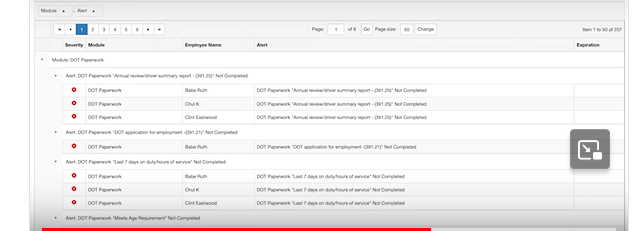 Module ▲ - Alert ▲
1 2 3 4 5 6 Page: 1 of 6 Go Page size: 50 Change Item 1 to 50 of 257
Severity Module Employee Name Alert Expiration
Module: DOT Paperwork
Alert: DOT Paperwork "Annual review/driver summary report - (391.25)" Not Completed
DOT Paperwork Babe Ruth DOT Paperwork "Annual review/driver summary report - (391.25)" Not Completed
DOT Paperwork Chul K DOT Paperwork "Annual review/driver summary report - (391.25)" Not Completed
DOT Paperwork Clint Eastwood DOT Paperwork "Annual review/driver summary report - (391.25)" Not Completed
Alert: DOT Paperwork "DOT application for employment -(391.21)" Not Completed
DOT Paperwork Babe Ruth DOT Paperwork "DOT application for employment -(391.21)" Not Completed
Alert: DOT Paperwork "Last 7 days on duty/hours of service" Not Completed
DOT Paperwork Babe Ruth DOT Paperwork "Last 7 days on duty/hours of service" Not Completed
DOT Paperwork Chul K DOT Paperwork "Last 7 days on duty/hours of service" Not Completed
DOT Paperwork Clint Eastwood DOT Paperwork "Last 7 days on duty/hours of service" Not Completed
Alert: DOT Paperwork "Meets Age Requirement" Not Completed